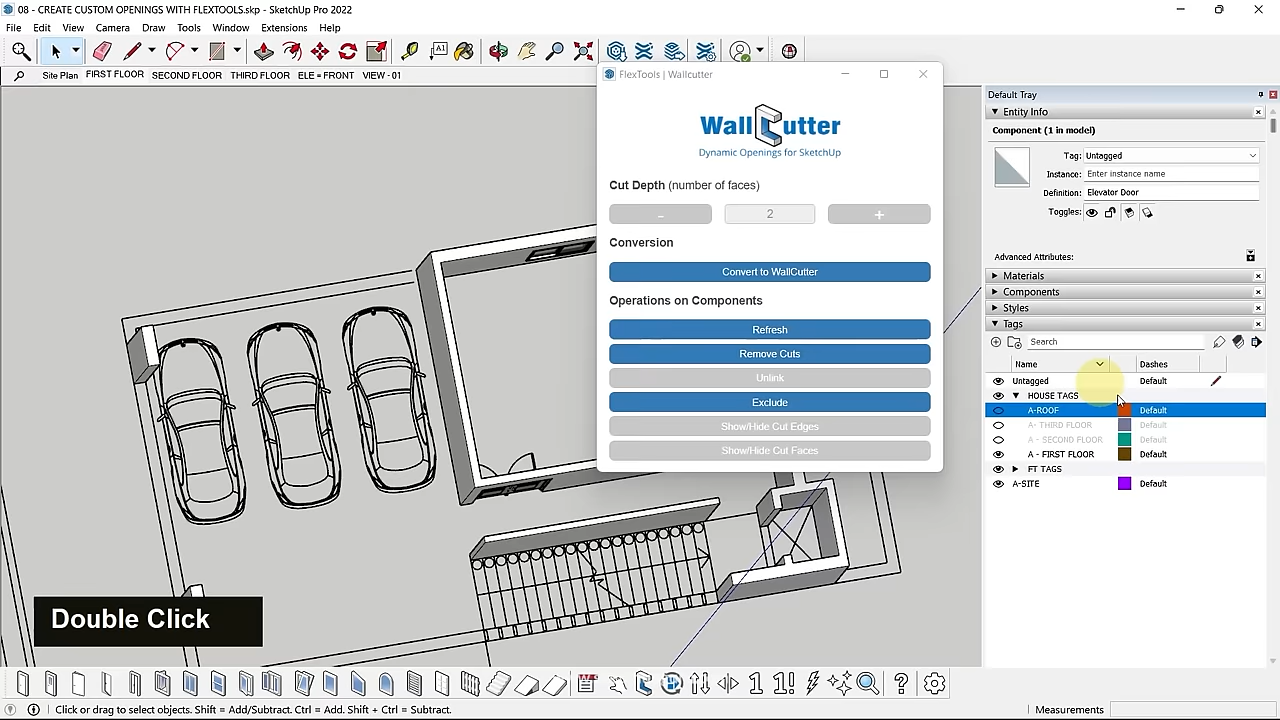 08 - CREATE CUSTOM OPENINGS WITH FLEXTOOLS.skp - SketchUp Pro 2022
File Edit View Camera Draw Tools Window Extensions Help
Site Plan FIRST FLOOR SECOND FLOOR THIRD FLOOR ELE = FRONT VIEW - 01
FlexTools | Wallcutter
WallCutter
Dynamic Openings for SketchUp
Cut Depth (number of faces)
- 2 +
Conversion
Convert to WallCutter
Operations on Components
Refresh
Remove Cuts
Unlink
Exclude
Show/Hide Cut Edges
Show/Hide Cut Faces
Default Tray
Entity Info
Component (1 in model)
Tag: Untagged
Instance: Enter instance name
Definition: Elevator Door
Toggles:
Advanced Attributes:
Materials
Components
Styles
Tags
Search
Name Dashes
Untagged Default
HOUSE TAGS
A-ROOF Default
A- THIRD FLOOR Default
A - SECOND FLOOR Default
A - FIRST FLOOR Default
FT TAGS
A-SITE Default
Double Click
Click or drag to select objects. Shift = Add/Subtract. Ctrl = Add. Shift + Ctrl = Subtract.
Measurements